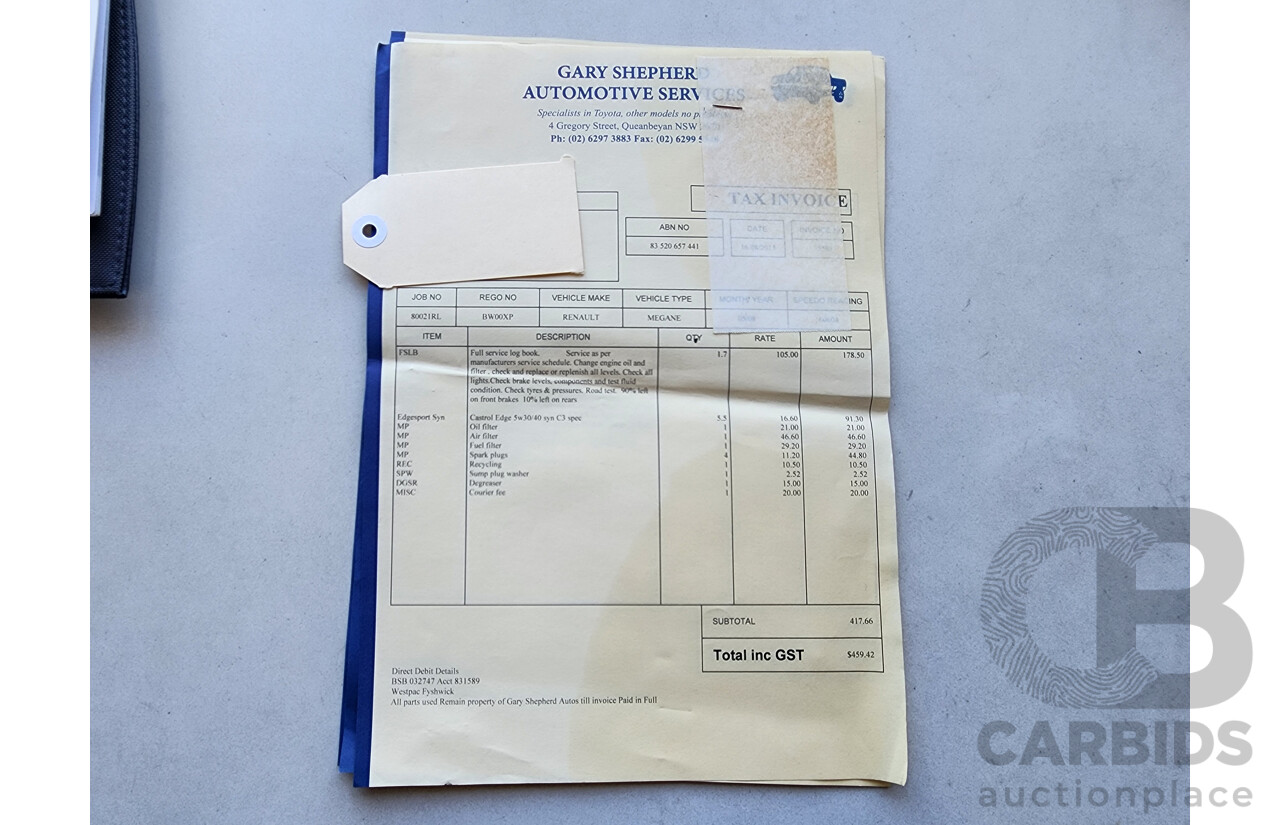 GARY SHEPHERD
AUTOMOTIVE SERVICES
Specialists in Toyota, other models no
4 Gregory Street, Queanbeyan NSW
Ph: (02) 6297 3883 Fax: (02) 6299
TAX INVOICE
ABN NO DATE INVOICE NO
83 520 657 441
JOB NO REGO NO VEHICLE MAKE VEHICLE TYPE MONTH/ YEAR SPEEDO READING
80021RL BW00XP RENAULT MEGANE
ITEM DESCRIPTION QTY RATE AMOUNT
FSLB Full service log book. Service as per 1.7 105.00 178.50
manufacturers service schedule. Change engine oil and
filter , check and replace or replenish all levels. Check all
lights.Check brake levels, components and test fluid
condition. Check tyres & pressures. Road test. 90% left
on front brakes 10% left on rears
Edgesport Syn Castrol Edge 5w30/40 syn C3 spec 5.5 16.60 91.30
MP Oil filter 1 21.00 21.00
MP Air filter 1 46.60 46.60
MP Fuel filter 1 29.20 29.20
MP Spark plugs 4 11.20 44.80
REC Recycling 1 10.50 10.50
SPW Sump plug washer 1 2.52 2.52
DGSR Degreaser 1 15.00 15.00
MISC Courier fee 1 20.00 20.00
SUBTOTAL 417.66
Total inc GST $459.42
Direct Debit Details
BSB 032747 Acct 831589
Westpac Fyshwick
All parts used Remain property of Gary Shepherd Autos till invoice Paid in Full
CB
CARBIDS
auctionplace